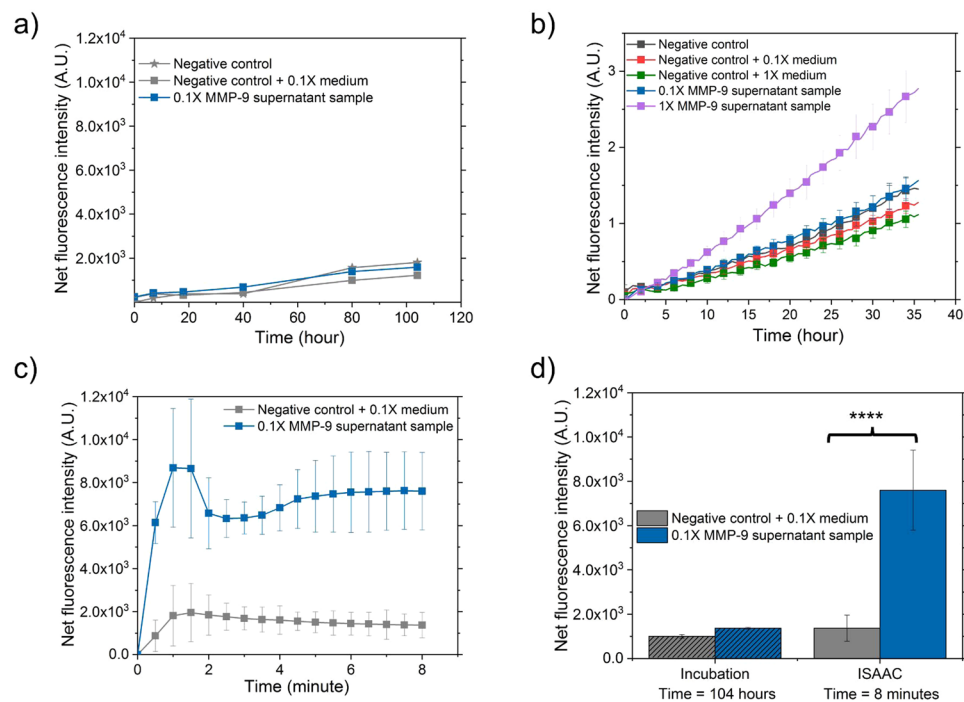 a)
Net fluorescence intensity (A.U.)
1.2x10⁴
1.0x10⁴
8.0x10³
6.0x10³
4.0x10³
2.0x10³
Negative control
Negative control + 0.1X medium
0.1X MMP-9 supernatant sample
0 20 40 60 80 100 120
Time (hour)
b)
Net fluorescence intensity (A.U.)
3
2
1
0
Negative control
Negative control + 0.1X medium
Negative control + 1X medium
0.1X MMP-9 supernatant sample
1X MMP-9 supernatant sample
0 5 10 15 20 25 30 35 40
Time (hour)
c)
Net fluorescence intensity (A.U.)
1.2x10⁴
1.0x10⁴
8.0x10³
6.0x10³
4.0x10³
2.0x10³
0.0
Negative control + 0.1X medium
0.1X MMP-9 supernatant sample
0 2 4 6 8
Time (minute)
d)
Net fluorescence intensity (A.U.)
1.2x10⁴
1.0x10⁴
8.0x10³
6.0x10³
4.0x10³
2.0x10³
0.0
****
Negative control + 0.1X medium
0.1X MMP-9 supernatant sample
Incubation ISAAC
Time = 104 hours Time = 8 minutes